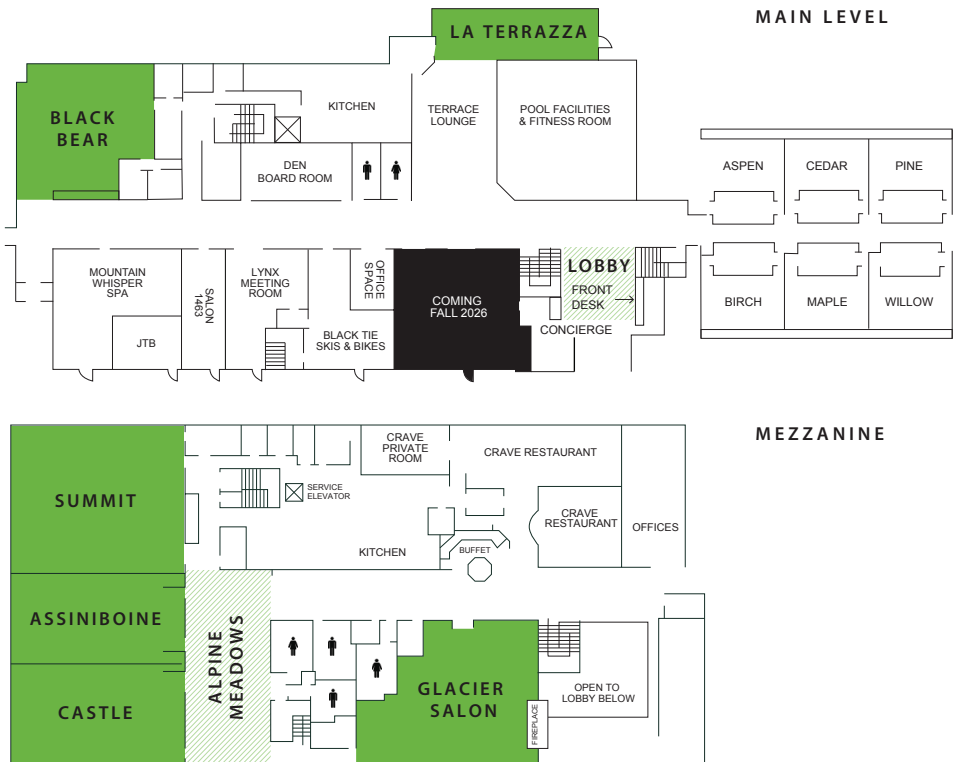 MAIN LEVEL
LA TERRAZZA
BLACK
BEAR
KITCHEN
TERRACE
LOUNGE
POOL FACILITIES
& FITNESS ROOM
DEN
BOARD ROOM
ASPEN
CEDAR
PINE
MOUNTAIN
WHISPER
SPA
JTB
SALON
1463
LYNX
MEETING
ROOM
OFFICE
SPACE
BLACK TIE
SKIS & BIKES
COMING
FALL 2026
LOBBY
FRONT
DESK
CONCIERGE
BIRCH
MAPLE
WILLOW
MEZZANINE
SUMMIT
ASSINIBOINE
CASTLE
ALPINE
MEADOWS
SERVICE
ELEVATOR
CRAVE
PRIVATE
ROOM
CRAVE RESTAURANT
CRAVE
RESTAURANT
OFFICES
KITCHEN
BUFFET
GLACIER
SALON
FIREPLACE
OPEN TO
LOBBY BELOW